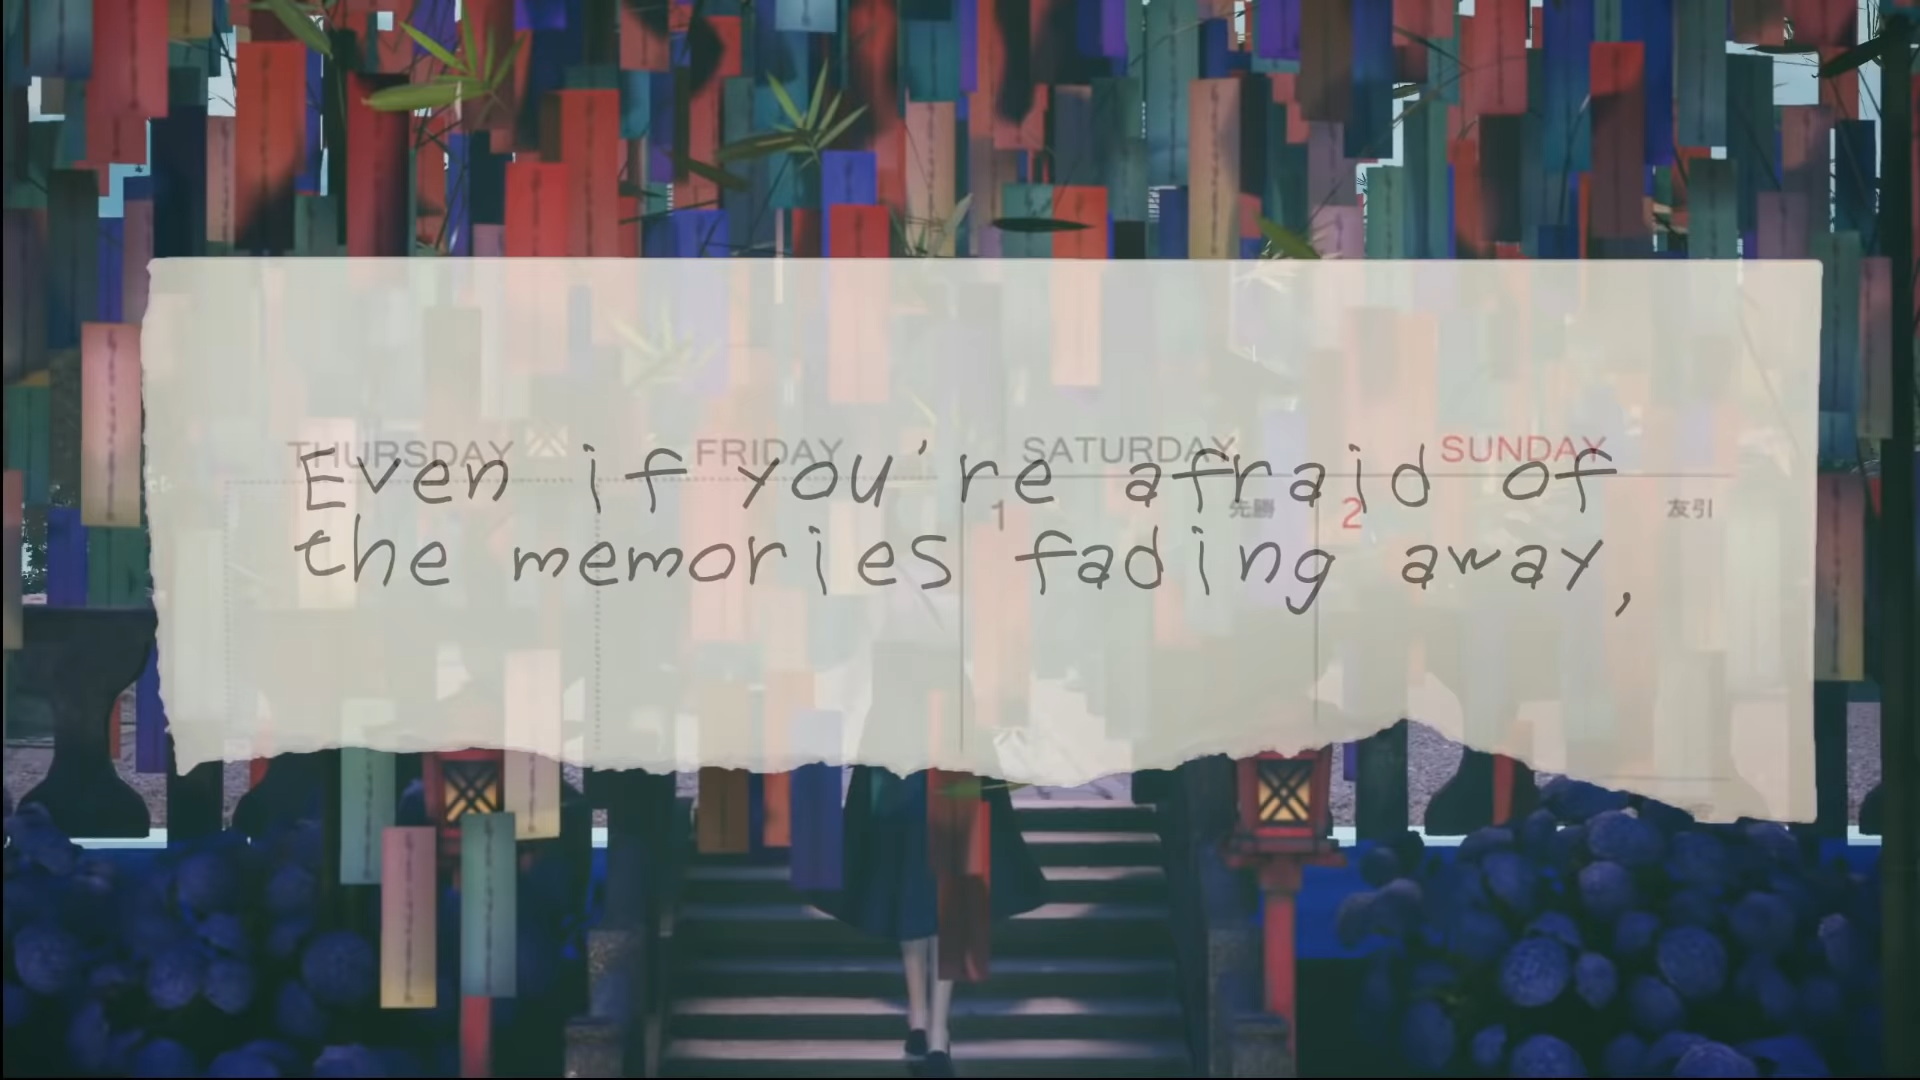 THURSDAY FRIDAY SATURDAY SUNDAY
Even if you're afraid of
1 先勝 2 友引
the memories fading away,